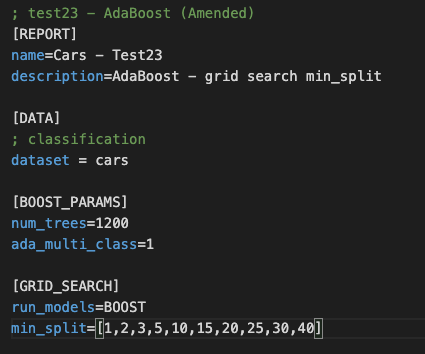 ; test23 - AdaBoost (Amended)
[REPORT]
name=Cars - Test23
description=AdaBoost - grid search min_split
[DATA]
; classification
dataset = cars
[BOOST_PARAMS]
num_trees=1200
ada_multi_class=1
[GRID_SEARCH]
run_models=BOOST
min_split=[1,2,3,5,10,15,20,25,30,40]